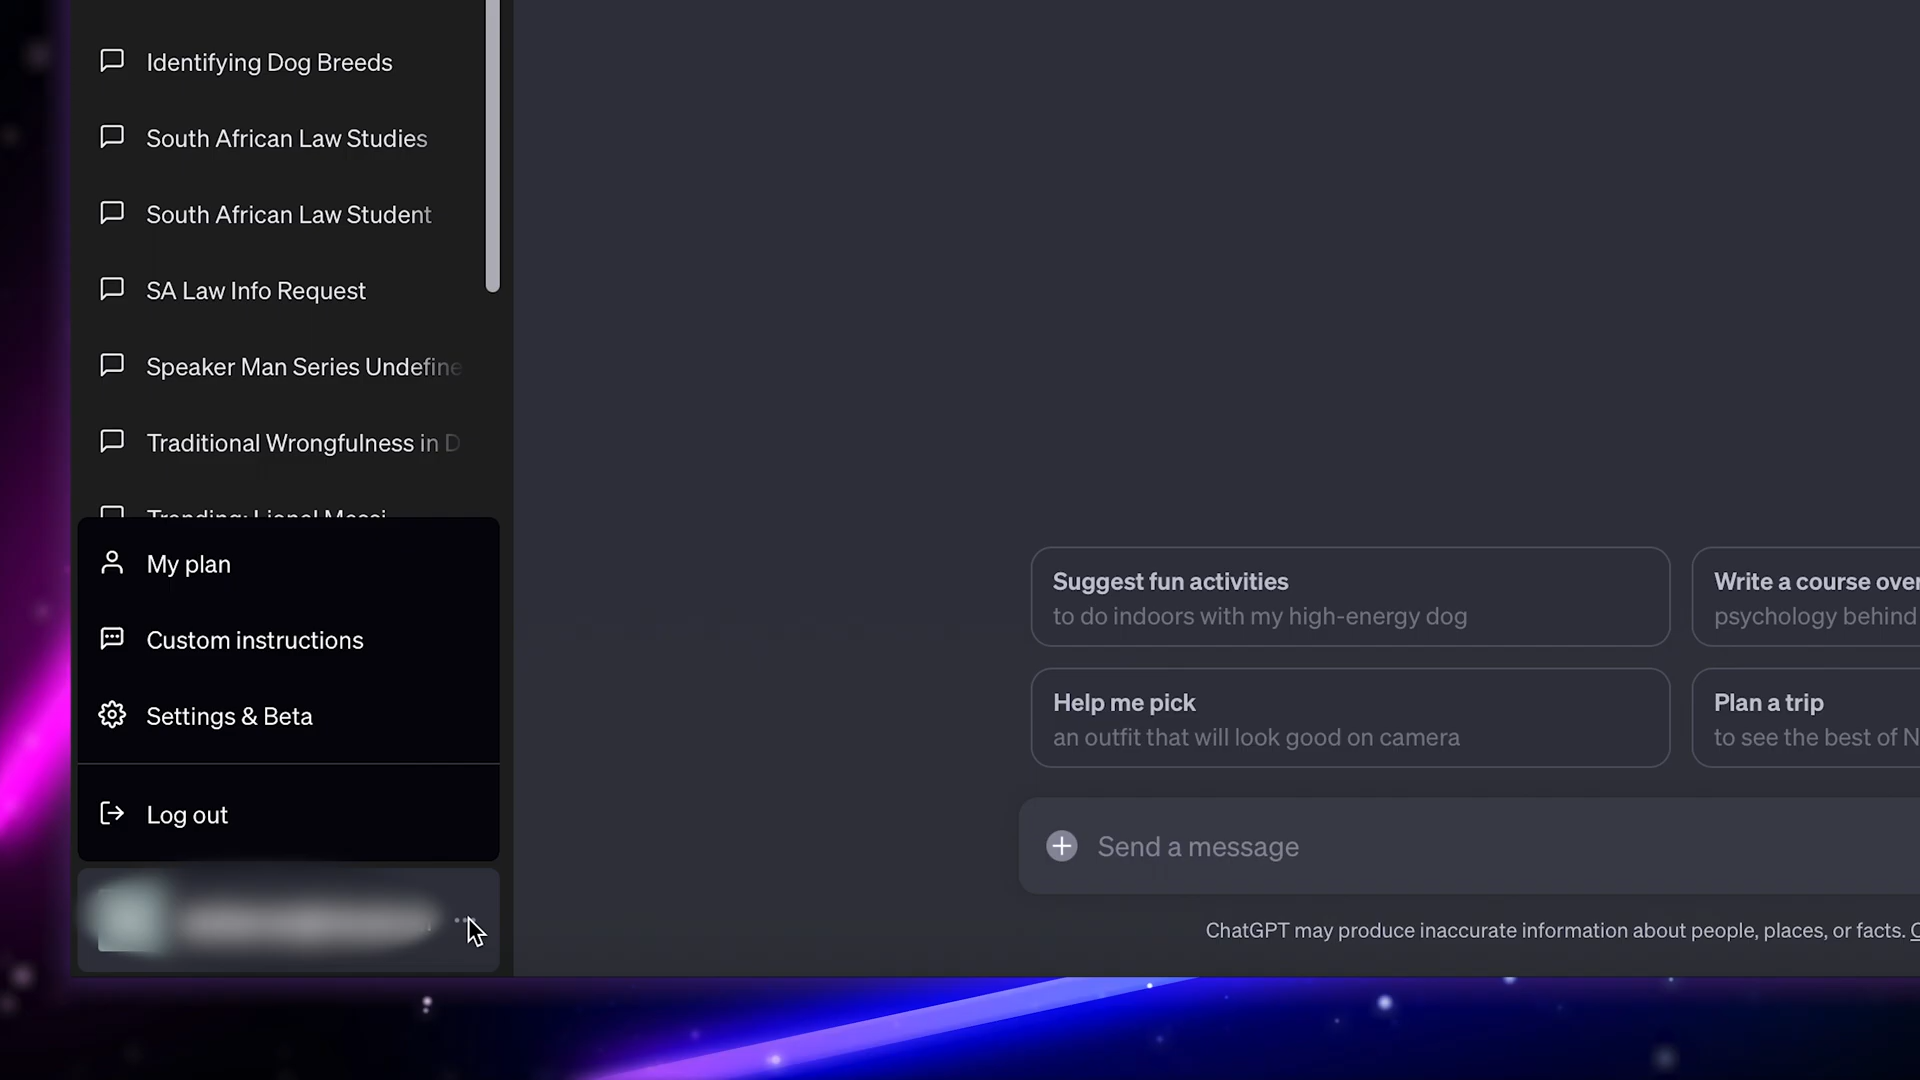 Identifying Dog Breeds
South African Law Studies
South African Law Student
SA Law Info Request
Speaker Man Series Undefine
Traditional Wrongfulness in D
Trending: Lionel Messi
My plan
Custom instructions
Settings & Beta
Log out
Suggest fun activities
to do indoors with my high-energy dog
Write a course over
psychology behind
Help me pick
an outfit that will look good on camera
Plan a trip
to see the best of N
Send a message
ChatGPT may produce inaccurate information about people, places, or facts.